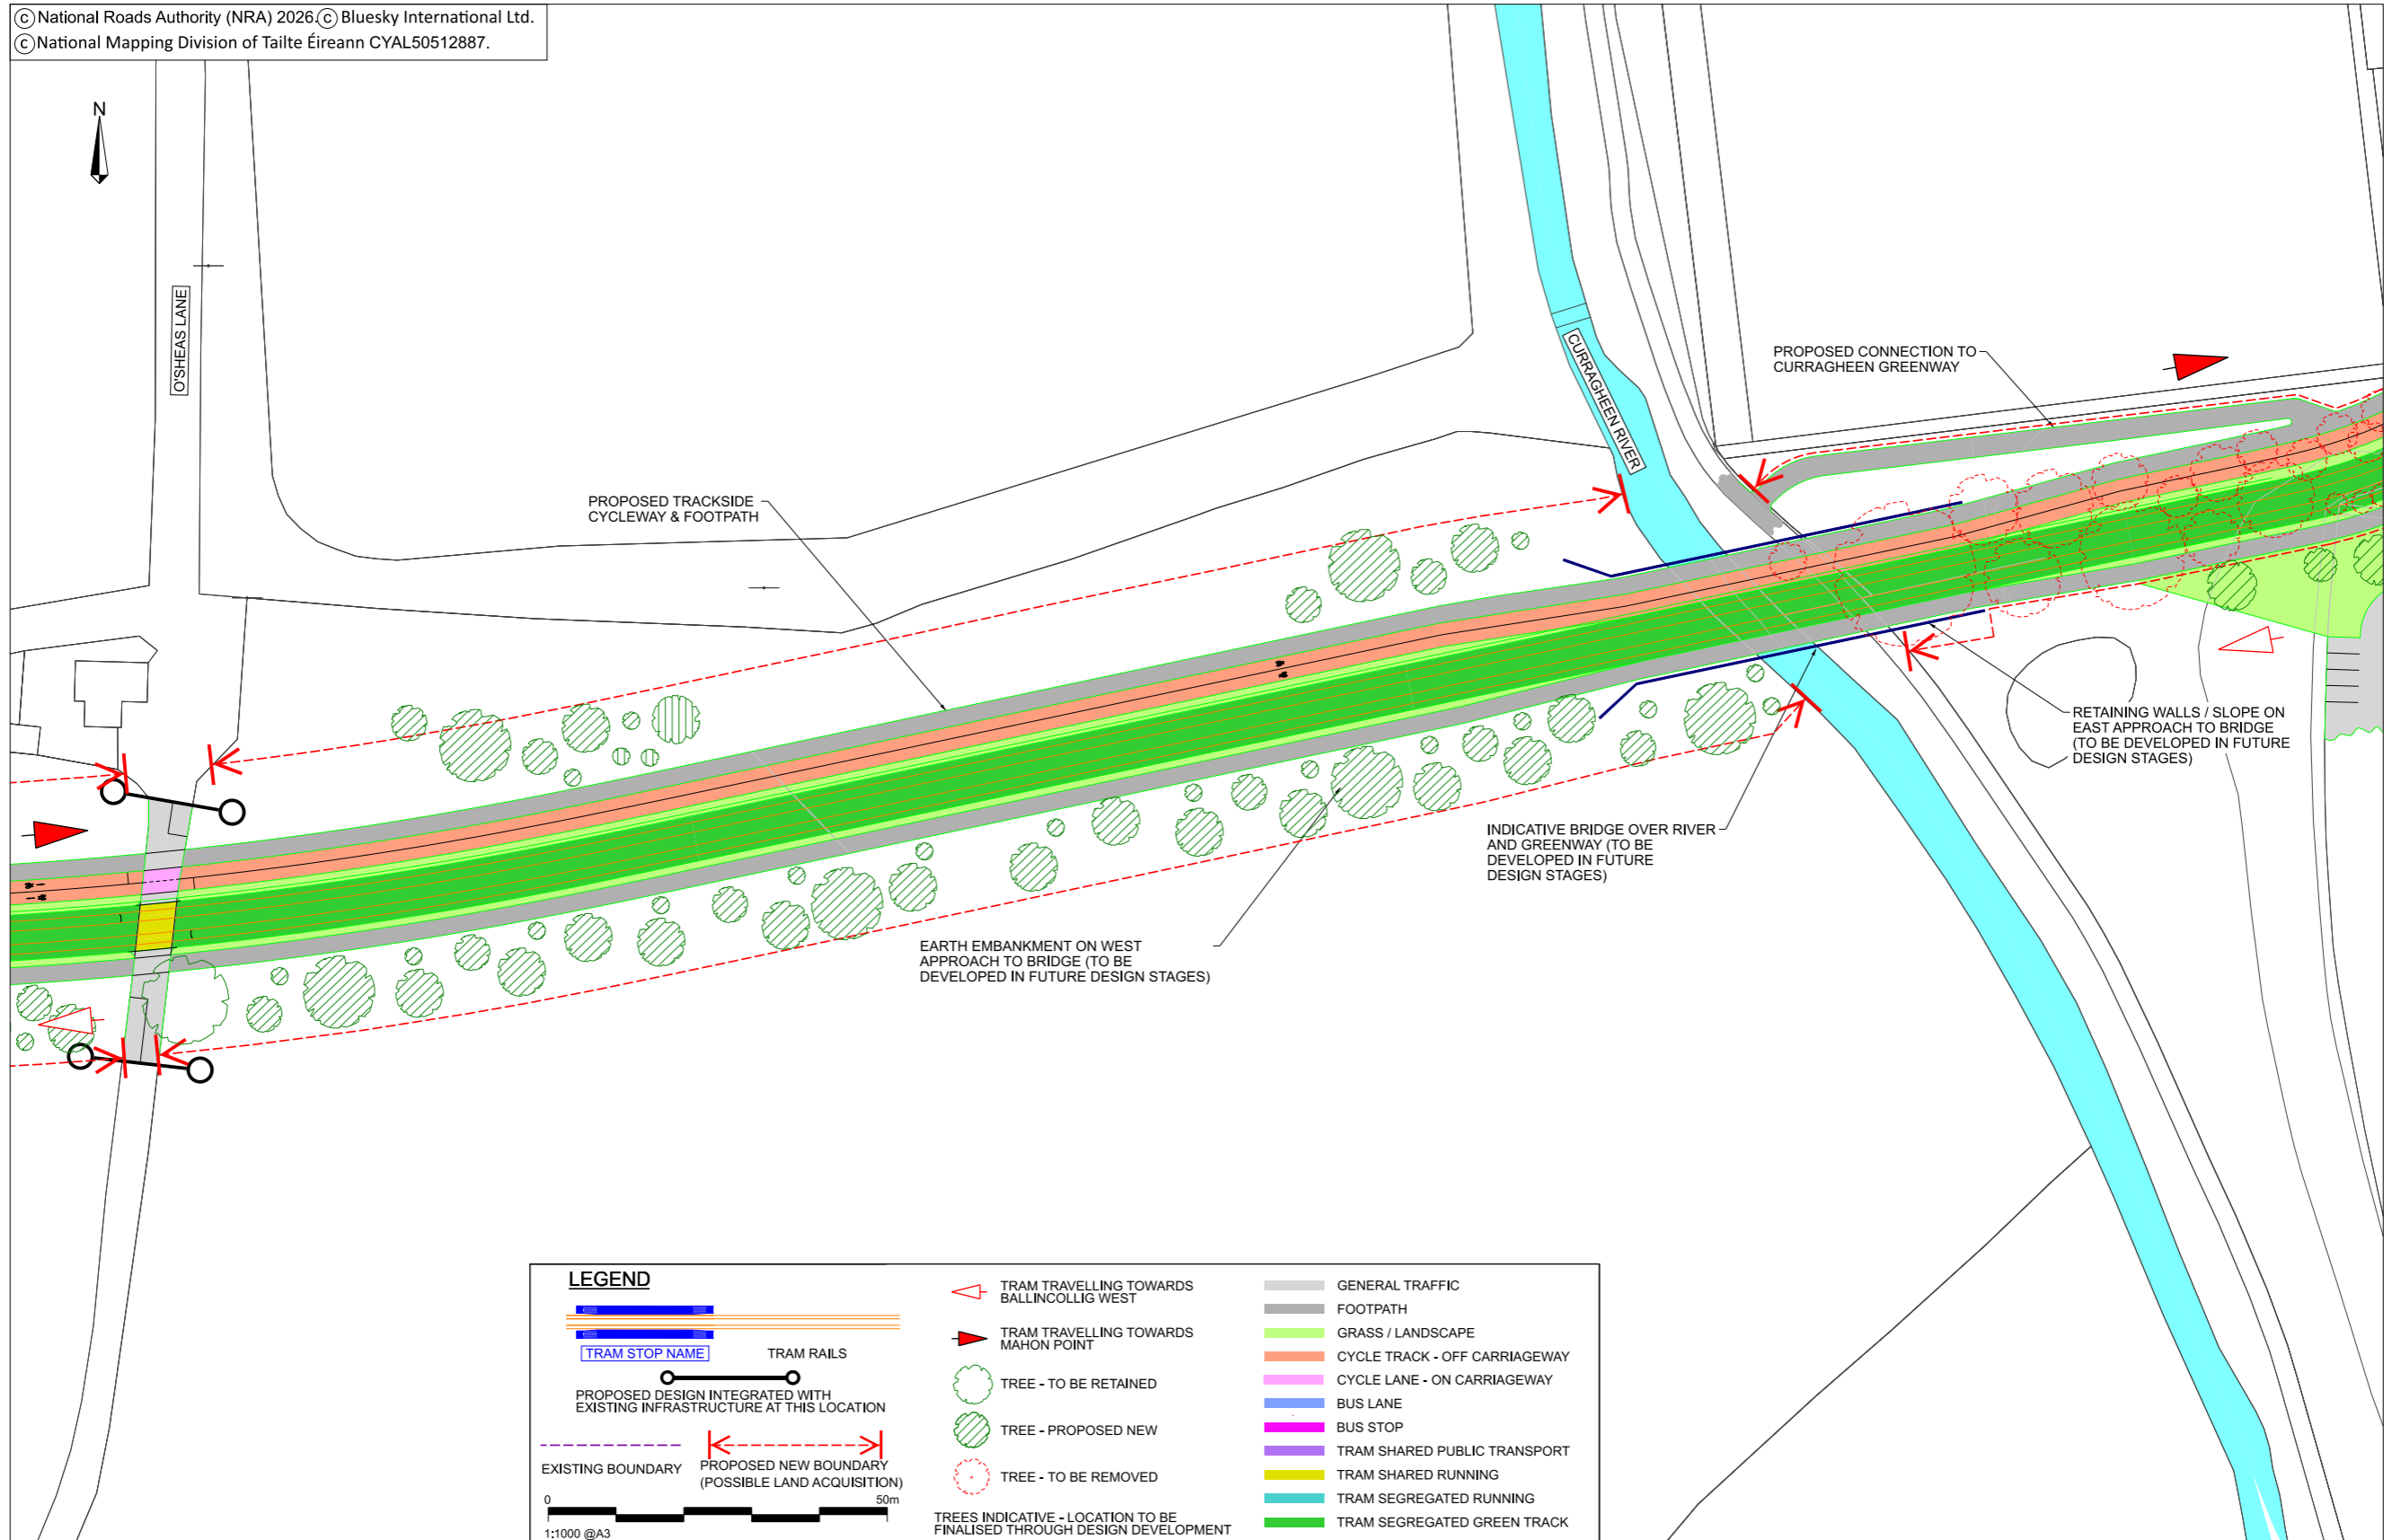 © National Roads Authority (NRA) 2026. © Bluesky International Ltd.
© National Mapping Division of Tailte Éireann CYAL50512887.
N
O'SHEAS LANE
CURRAGHEEN RIVER
PROPOSED CONNECTION TO
CURRAGHEEN GREENWAY
PROPOSED TRACKSIDE
CYCLEWAY & FOOTPATH
RETAINING WALLS / SLOPE ON
EAST APPROACH TO BRIDGE
(TO BE DEVELOPED IN FUTURE
DESIGN STAGES)
INDICATIVE BRIDGE OVER RIVER
AND GREENWAY (TO BE
DEVELOPED IN FUTURE
DESIGN STAGES)
EARTH EMBANKMENT ON WEST
APPROACH TO BRIDGE (TO BE
DEVELOPED IN FUTURE DESIGN STAGES)
LEGEND
TRAM STOP NAME
TRAM RAILS
PROPOSED DESIGN INTEGRATED WITH
EXISTING INFRASTRUCTURE AT THIS LOCATION
EXISTING BOUNDARY
PROPOSED NEW BOUNDARY
(POSSIBLE LAND ACQUISITION)
0 50m
1:1000 @A3
TRAM TRAVELLING TOWARDS
BALLINCOLLIG WEST
TRAM TRAVELLING TOWARDS
MAHON POINT
TREE - TO BE RETAINED
TREE - PROPOSED NEW
TREE - TO BE REMOVED
TREES INDICATIVE - LOCATION TO BE
FINALISED THROUGH DESIGN DEVELOPMENT
GENERAL TRAFFIC
FOOTPATH
GRASS / LANDSCAPE
CYCLE TRACK - OFF CARRIAGEWAY
CYCLE LANE - ON CARRIAGEWAY
BUS LANE
BUS STOP
TRAM SHARED PUBLIC TRANSPORT
TRAM SHARED RUNNING
TRAM SEGREGATED RUNNING
TRAM SEGREGATED GREEN TRACK